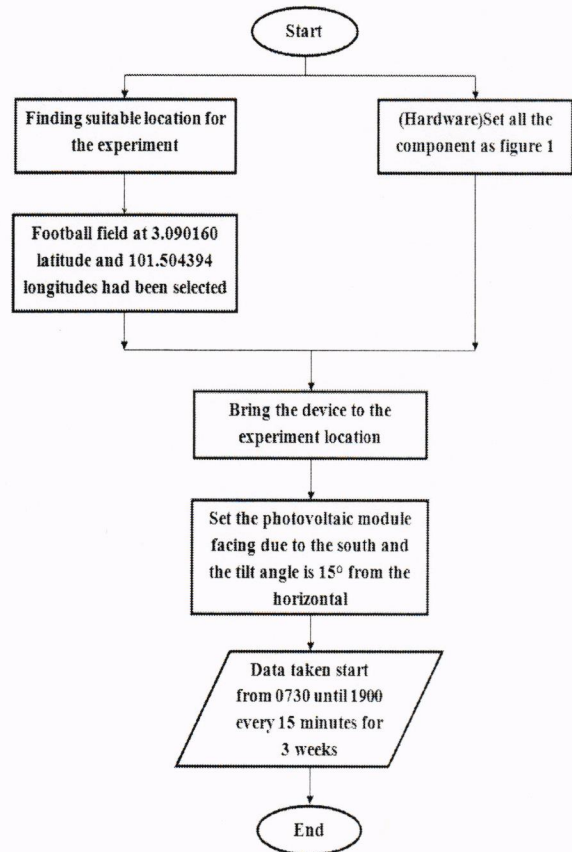 Start
Finding suitable location for
the experiment
(Hardware)Set all the
component as figure 1
Football field at 3.090160
latitude and 101.504394
longitudes had been selected
Bring the device to the
experiment location
Set the photovoltaic module
facing due to the south and
the tilt angle is 15° from the
horizontal
Data taken start
from 0730 until 1900
every 15 minutes for
3 weeks
End